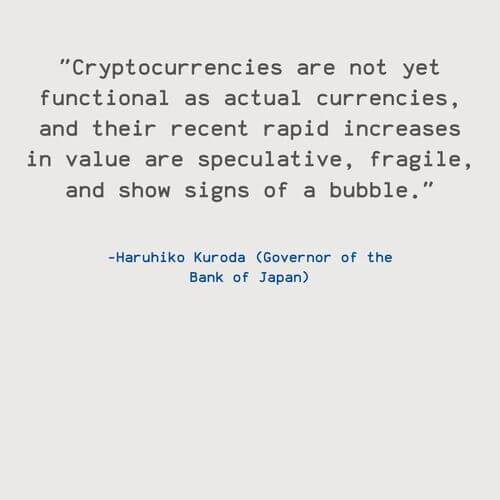 "Cryptocurrencies are not yet
functional as actual currencies,
and their recent rapid increases
in value are speculative, fragile,
and show signs of a bubble."
-Haruhiko Kuroda (Governor of the
Bank of Japan)